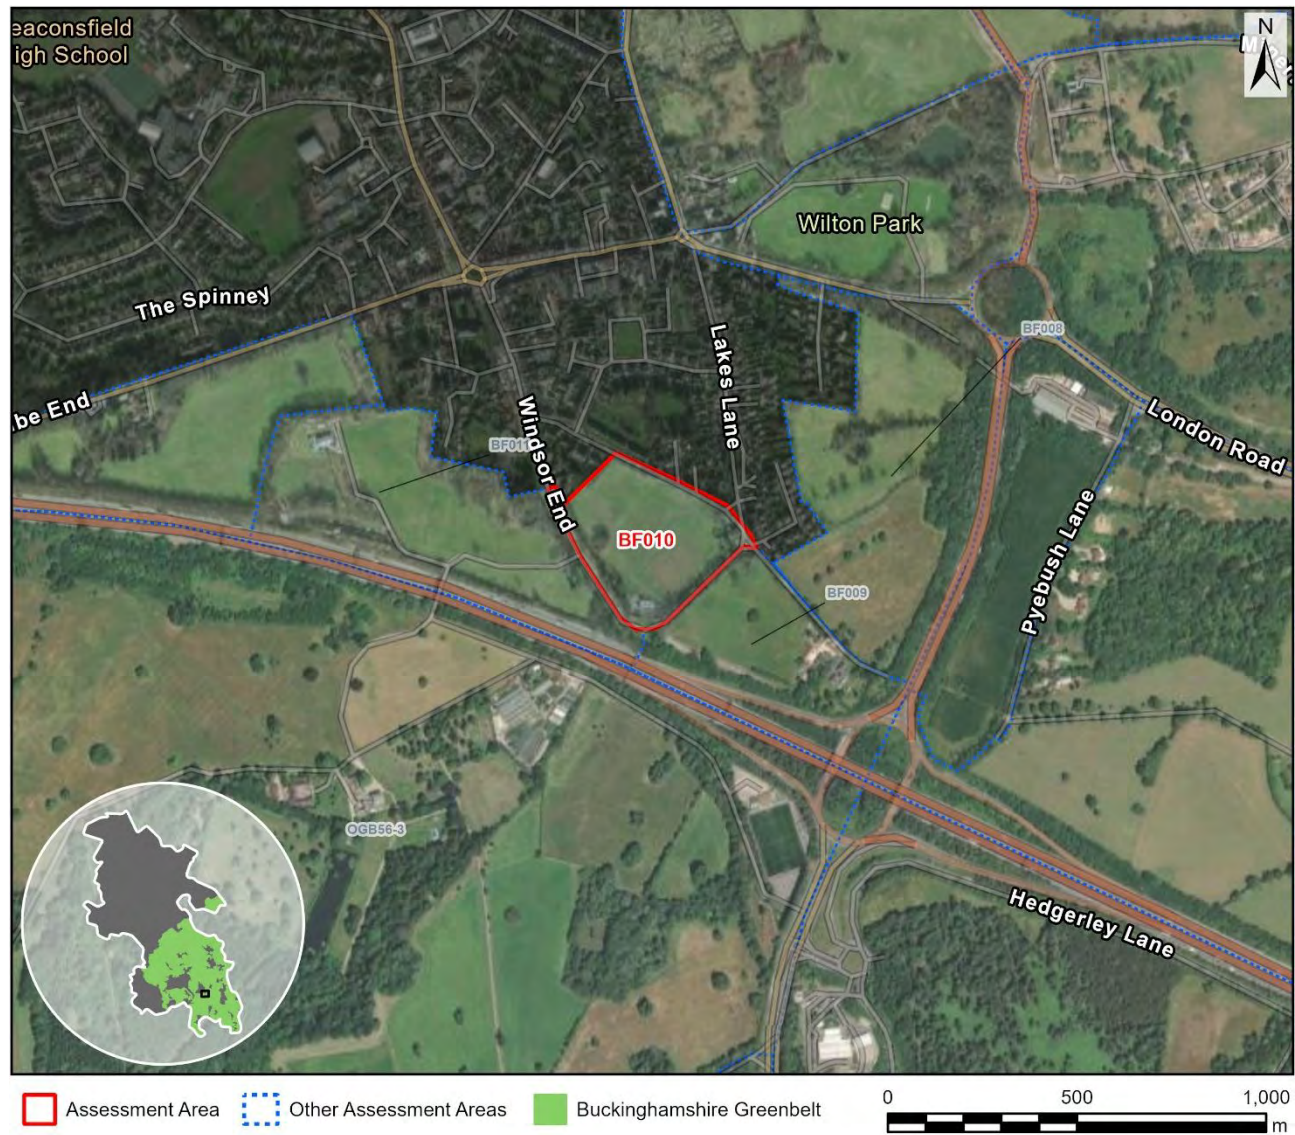 eaconsfield
igh School
N
Wilton Park
The Spinney
BF008
Lakes Lane
be End
London Road
Windsor End
BF011
BF010
Pyebush Lane
BF009
OGB56-3
Hedgerley Lane
Assessment Area
Other Assessment Areas
Buckinghamshire Greenbelt
0 500 1,000
m